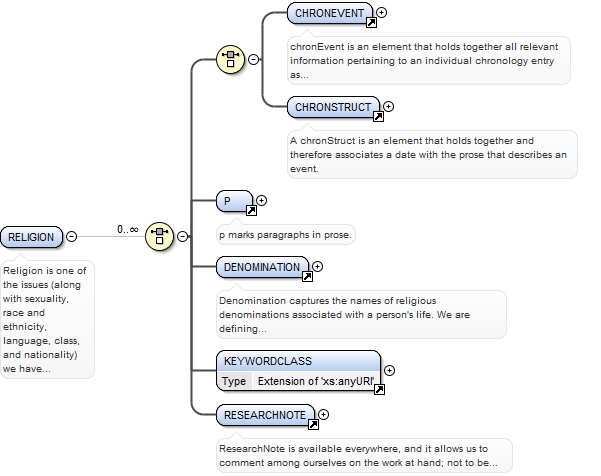 CHRONEVENT
chronEvent is an element that holds together all relevant
information pertaining to an individual chronology entry
as...
CHRONSTRUCT
A chronStruct is an element that holds together and
therefore associates a date with the prose that describes an
event.
P
p marks paragraphs in prose.
RELIGION
0..∞
Religion is one of
the issues (along
with sexuality,
race and
ethnicity,
language, class,
and nationality)
we have...
DENOMINATION
Denomination captures the names of religious
denominations associated with a person's life. We are
defining...
KEYWORDCLASS
Type Extension of 'xs:anyURI'
RESEARCHNOTE
ResearchNote is available everywhere, and it allows us to
comment among ourselves on the work at hand; not to be...